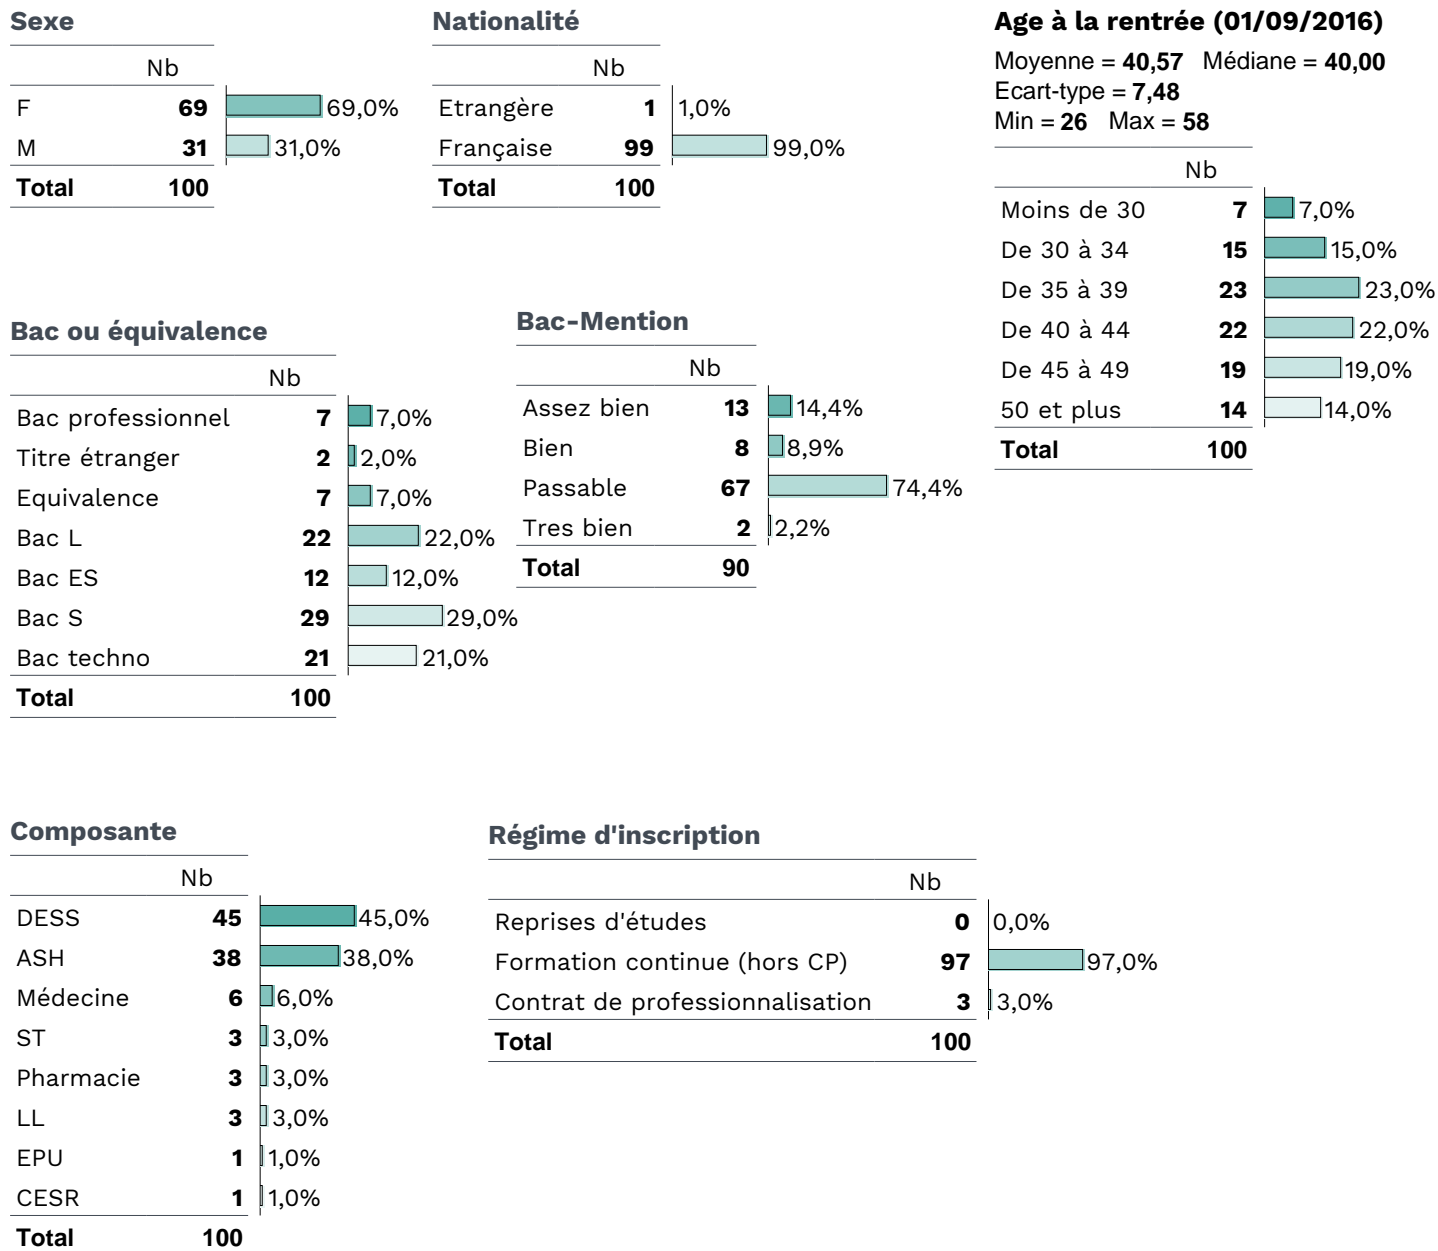 Sexe
Nb
F 69 69,0%
M 31 31,0%
Total 100
Nationalité
Nb
Etrangère 1 1,0%
Française 99 99,0%
Total 100
Age à la rentrée (01/09/2016)
Moyenne = 40,57 Médiane = 40,00
Ecart-type = 7,48
Min = 26 Max = 58
Nb
Moins de 30 7 7,0%
De 30 à 34 15 15,0%
De 35 à 39 23 23,0%
De 40 à 44 22 22,0%
De 45 à 49 19 19,0%
50 et plus 14 14,0%
Total 100
Bac ou équivalence
Nb
Bac professionnel 7 7,0%
Titre étranger 2 2,0%
Equivalence 7 7,0%
Bac L 22 22,0%
Bac ES 12 12,0%
Bac S 29 29,0%
Bac techno 21 21,0%
Total 100
Bac-Mention
Nb
Assez bien 13 14,4%
Bien 8 8,9%
Passable 67 74,4%
Tres bien 2 2,2%
Total 90
Composante
Nb
DESS 45 45,0%
ASH 38 38,0%
Médecine 6 6,0%
ST 3 3,0%
Pharmacie 3 3,0%
LL 3 3,0%
EPU 1 1,0%
CESR 1 1,0%
Total 100
Régime d'inscription
Nb
Reprises d'études 0 0,0%
Formation continue (hors CP) 97 97,0%
Contrat de professionnalisation 3 3,0%
Total 100